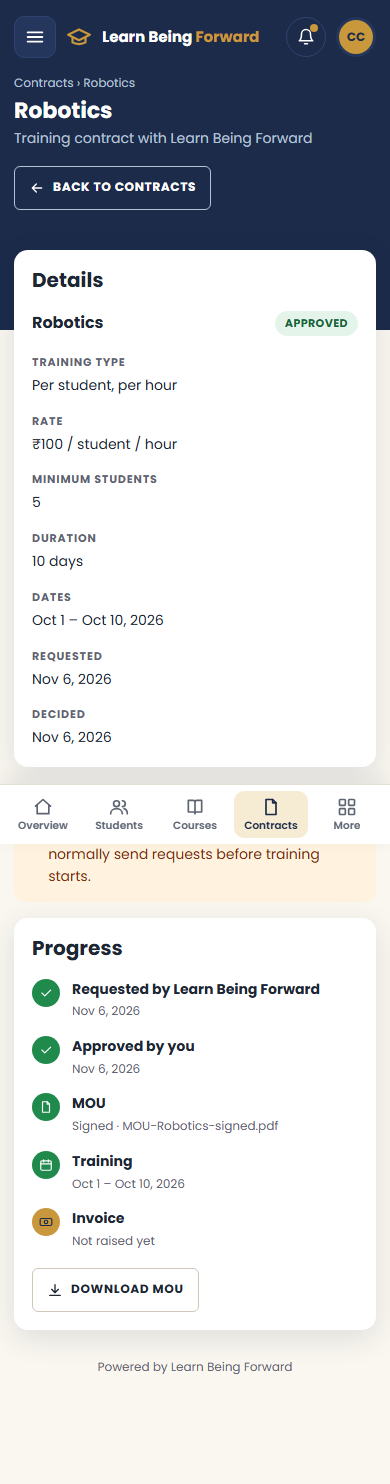 Learn Being Forward
CC
Contracts › Robotics
Robotics
Training contract with Learn Being Forward
← BACK TO CONTRACTS
Details
Robotics
APPROVED
TRAINING TYPE
Per student, per hour
RATE
₹100 / student / hour
MINIMUM STUDENTS
5
DURATION
10 days
DATES
Oct 1 – Oct 10, 2026
REQUESTED
Nov 6, 2026
DECIDED
Nov 6, 2026
Overview
Students
Courses
Contracts
More
normally send requests before training
starts.
Progress
Requested by Learn Being Forward
Nov 6, 2026
Approved by you
Nov 6, 2026
MOU
Signed · MOU-Robotics-signed.pdf
Training
Oct 1 – Oct 10, 2026
Invoice
Not raised yet
DOWNLOAD MOU
Powered by Learn Being Forward